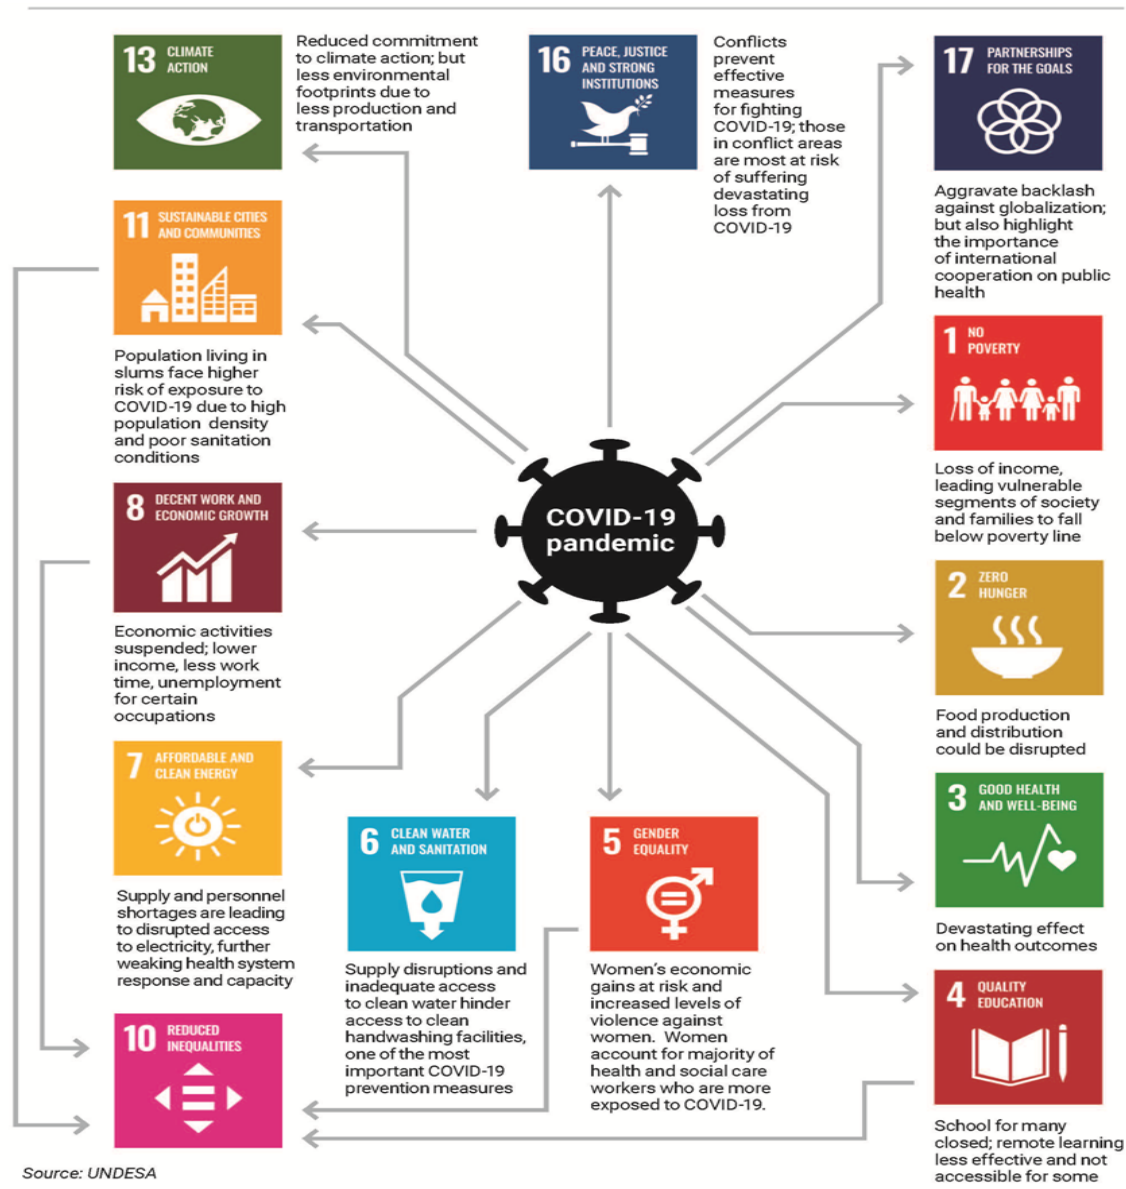 13 CLIMATE
ACTION
Reduced commitment
to climate action; but
less environmental
footprints due to
less production and
transportation
16 PEACE, JUSTICE
AND STRONG
INSTITUTIONS
Conflicts
prevent
effective
measures
for fighting
COVID-19; those
in conflict areas
are most at risk
of suffering
devastating
loss from
COVID-19
17 PARTNERSHIPS
FOR THE GOALS
Aggravate backlash
against globalization;
but also highlight
the importance
of international
cooperation on public
health
11 SUSTAINABLE CITIES
AND COMMUNITIES
Population living in
slums face higher
risk of exposure to
COVID-19 due to high
population density
and poor sanitation
conditions
1 NO
POVERTY
Loss of income,
leading vulnerable
segments of society
and families to fall
below poverty line
COVID-19
pandemic
8 DECENT WORK AND
ECONOMIC GROWTH
Economic activities
suspended; lower
income, less work
time, unemployment
for certain
occupations
2 ZERO
HUNGER
Food production
and distribution
could be disrupted
7 AFFORDABLE AND
CLEAN ENERGY
Supply and personnel
shortages are leading
to disrupted access
to electricity, further
weaking health system
response and capacity
6 CLEAN WATER
AND SANITATION
Supply disruptions and
inadequate access
to clean water hinder
access to clean
handwashing facilities,
one of the most
important COVID-19
prevention measures
5 GENDER
EQUALITY
Women's economic
gains at risk and
increased levels of
violence against
women. Women
account for majority of
health and social care
workers who are more
exposed to COVID-19.
3 GOOD HEALTH
AND WELL-BEING
Devastating effect
on health outcomes
4 QUALITY
EDUCATION
School for many
closed; remote learning
less effective and not
accessible for some
10 REDUCED
INEQUALITIES
Source: UNDESA